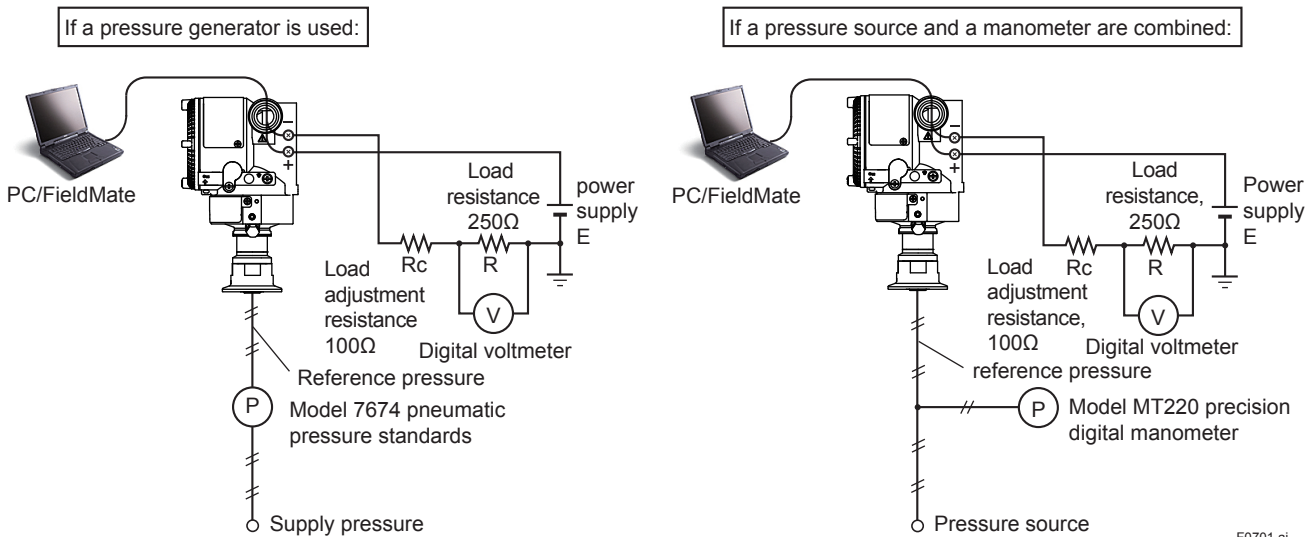 If a pressure generator is used:
PC/FieldMate
−
+
Load
resistance
250Ω
power
supply
E
Rc
R
Load
adjustment
resistance
100Ω
V
Digital voltmeter
Reference pressure
P
Model 7674 pneumatic
pressure standards
Supply pressure
If a pressure source and a manometer are combined:
PC/FieldMate
−
+
Load
resistance,
250Ω
Power
supply
E
Rc
R
Load
adjustment
resistance,
100Ω
V
Digital voltmeter
reference pressure
P
Model MT220 precision
digital manometer
Pressure source